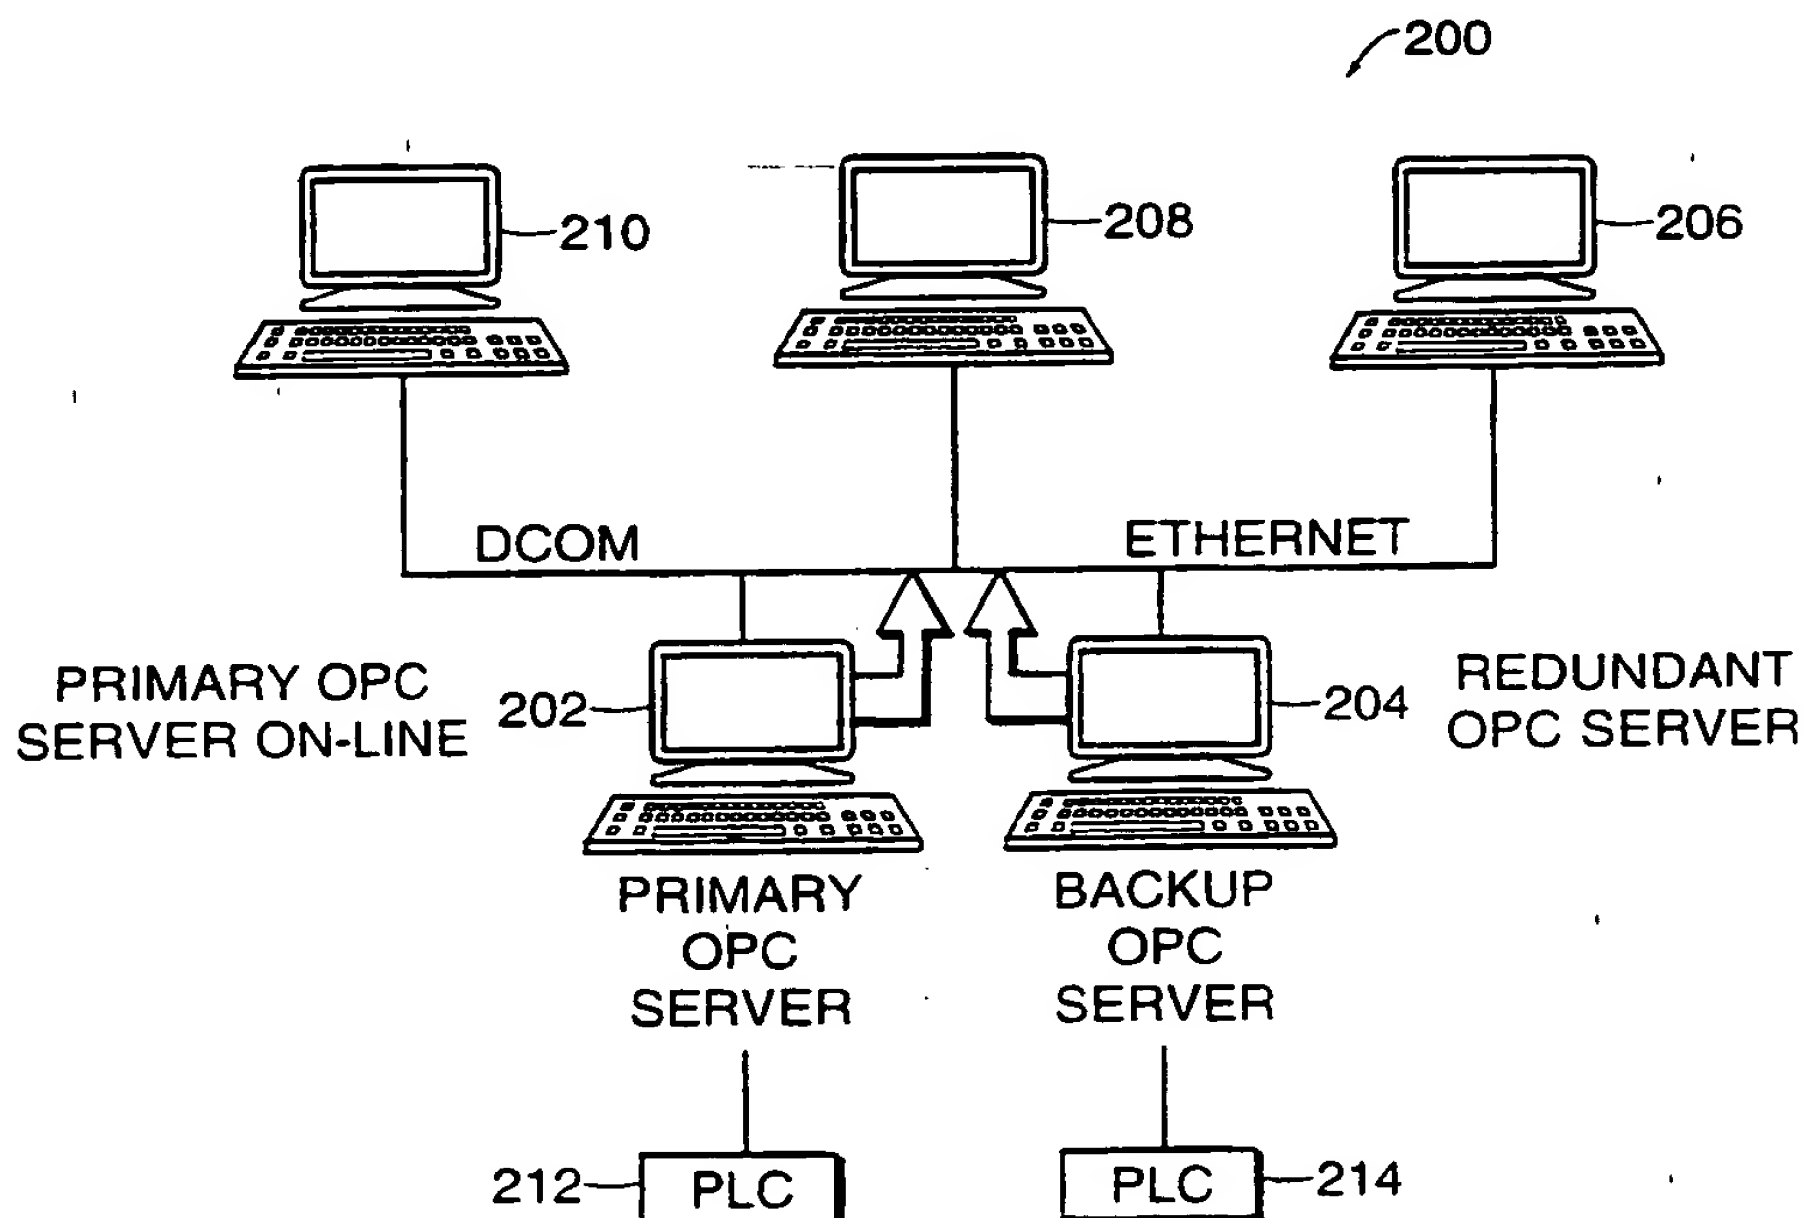 200
210
208
206
DCOM
ETHERNET
PRIMARY OPC
SERVER ON-LINE
202
204
REDUNDANT
OPC SERVER
PRIMARY
OPC
SERVER
BACKUP
OPC
SERVER
212
PLC
PLC
214